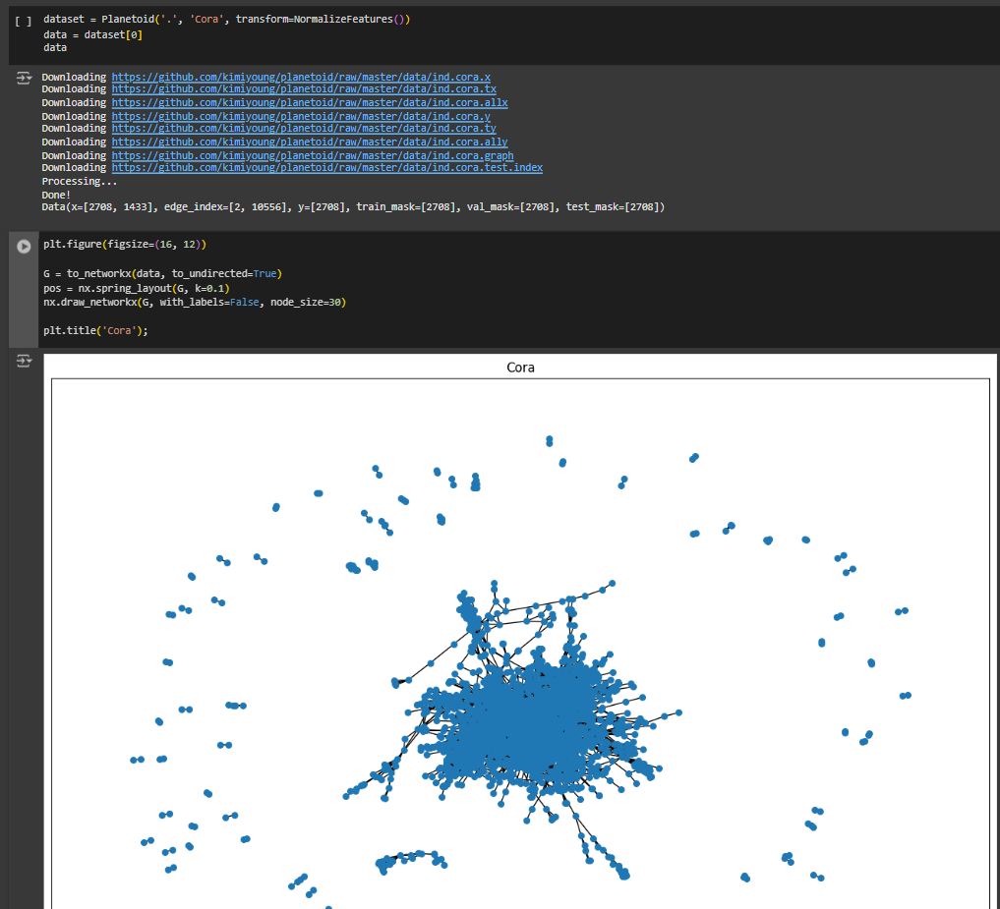 [ ] dataset = Planetoid('.', 'Cora', transform=NormalizeFeatures())
data = dataset[0]
data
Downloading https://github.com/kimiyoung/planetoid/raw/master/data/ind.cora.x
Downloading https://github.com/kimiyoung/planetoid/raw/master/data/ind.cora.tx
Downloading https://github.com/kimiyoung/planetoid/raw/master/data/ind.cora.allx
Downloading https://github.com/kimiyoung/planetoid/raw/master/data/ind.cora.y
Downloading https://github.com/kimiyoung/planetoid/raw/master/data/ind.cora.ty
Downloading https://github.com/kimiyoung/planetoid/raw/master/data/ind.cora.ally
Downloading https://github.com/kimiyoung/planetoid/raw/master/data/ind.cora.graph
Downloading https://github.com/kimiyoung/planetoid/raw/master/data/ind.cora.test.index
Processing...
Done!
Data(x=[2708, 1433], edge_index=[2, 10556], y=[2708], train_mask=[2708], val_mask=[2708], test_mask=[2708])
plt.figure(figsize=(16, 12))
G = to_networkx(data, to_undirected=True)
pos = nx.spring_layout(G, k=0.1)
nx.draw_networkx(G, with_labels=False, node_size=30)
plt.title('Cora');
Cora